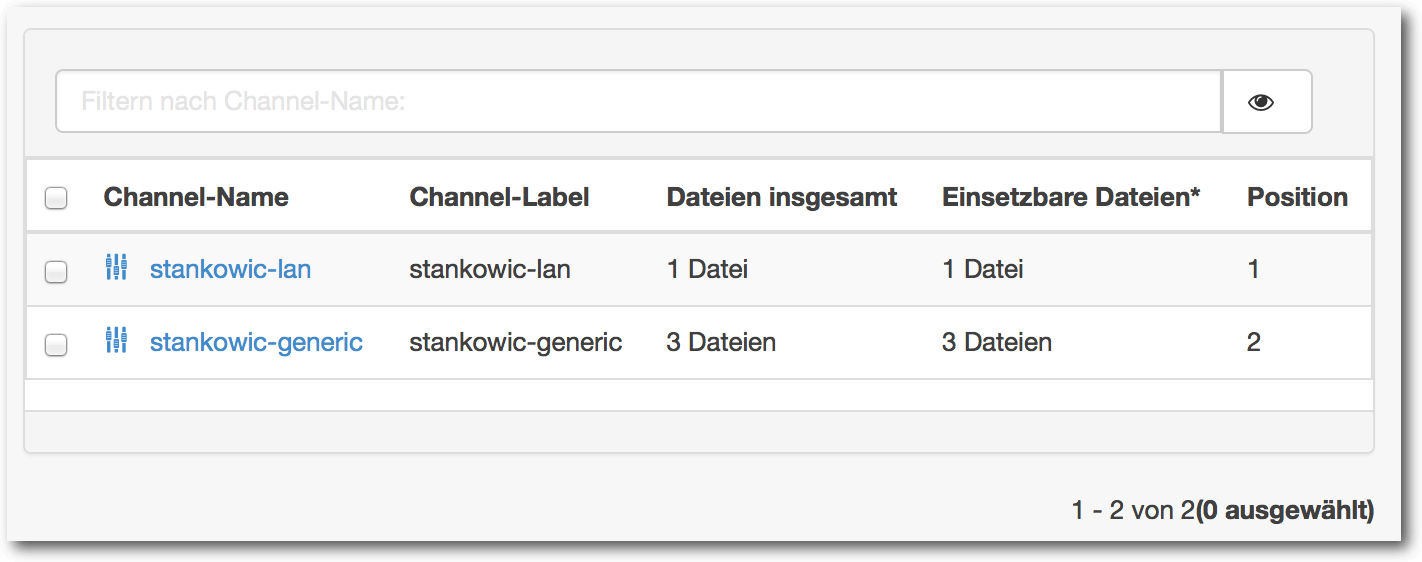 Filtern nach Channel-Name:
Channel-Name Channel-Label Dateien insgesamt Einsetzbare Dateien* Position
stankowic-lan stankowic-lan 1 Datei 1 Datei 1
stankowic-generic stankowic-generic 3 Dateien 3 Dateien 2
1 - 2 von 2(0 ausgewählt)